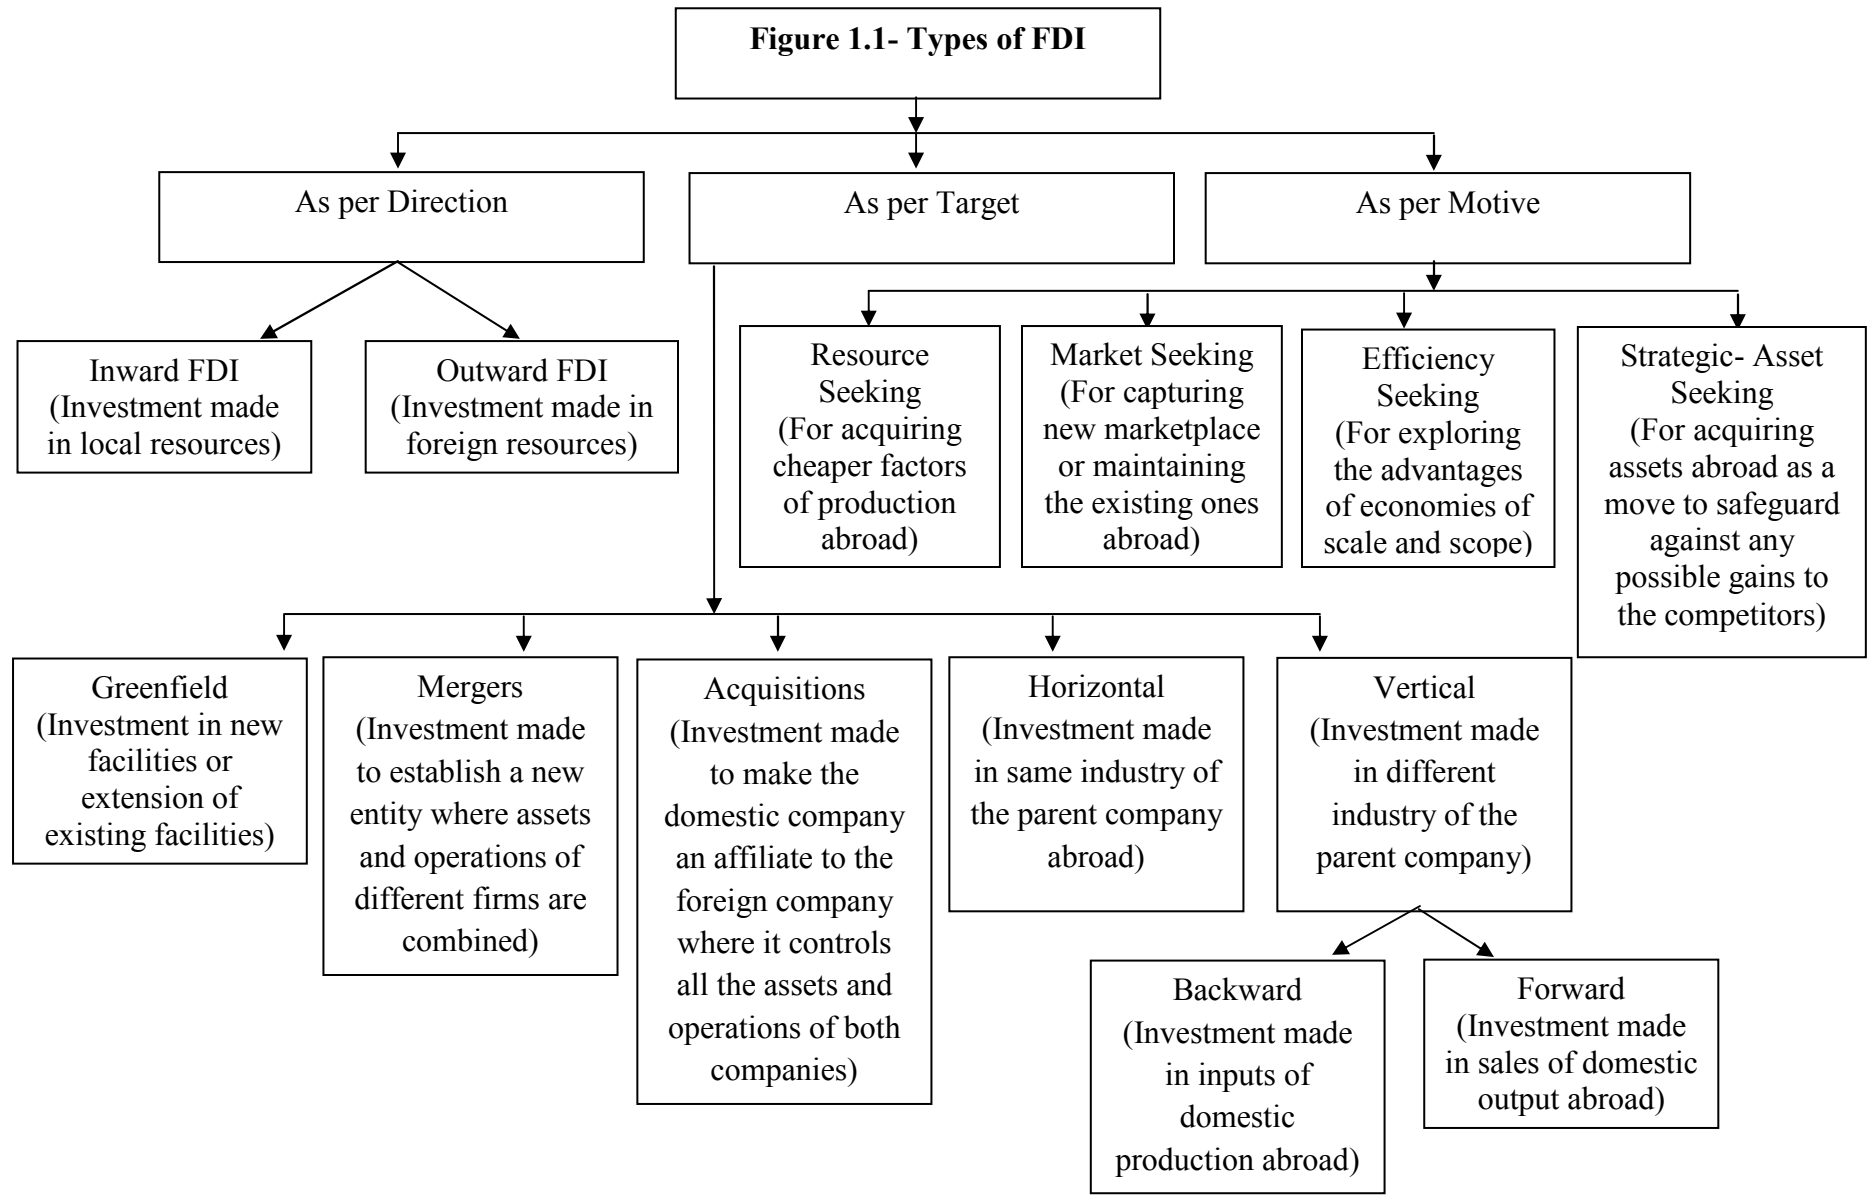 Figure 1.1- Types of FDI
As per Direction
As per Target
As per Motive
Inward FDI
(Investment made
in local resources)
Outward FDI
(Investment made in
foreign resources)
Resource
Seeking
(For acquiring
cheaper factors
of production
abroad)
Market Seeking
(For capturing
new marketplace
or maintaining
the existing ones
abroad)
Efficiency
Seeking
(For exploring
the advantages
of economies of
scale and scope)
Strategic- Asset
Seeking
(For acquiring
assets abroad as a
move to safeguard
against any
possible gains to
the competitors)
Greenfield
(Investment in new
facilities or
extension of
existing facilities)
Mergers
(Investment made
to establish a new
entity where assets
and operations of
different firms are
combined)
Acquisitions
(Investment made
to make the
domestic company
an affiliate to the
foreign company
where it controls
all the assets and
operations of both
companies)
Horizontal
(Investment made
in same industry of
the parent company
abroad)
Vertical
(Investment made
in different
industry of the
parent company)
Backward
(Investment made
in inputs of
domestic
production abroad)
Forward
(Investment made
in sales of domestic
output abroad)